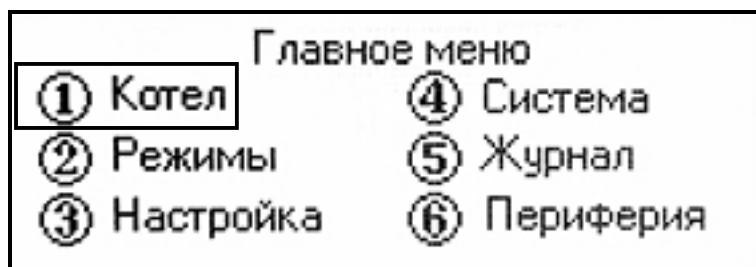 Главное меню
① Котел ④ Система
② Режимы ⑤ Журнал
③ Настройка ⑥ Периферия